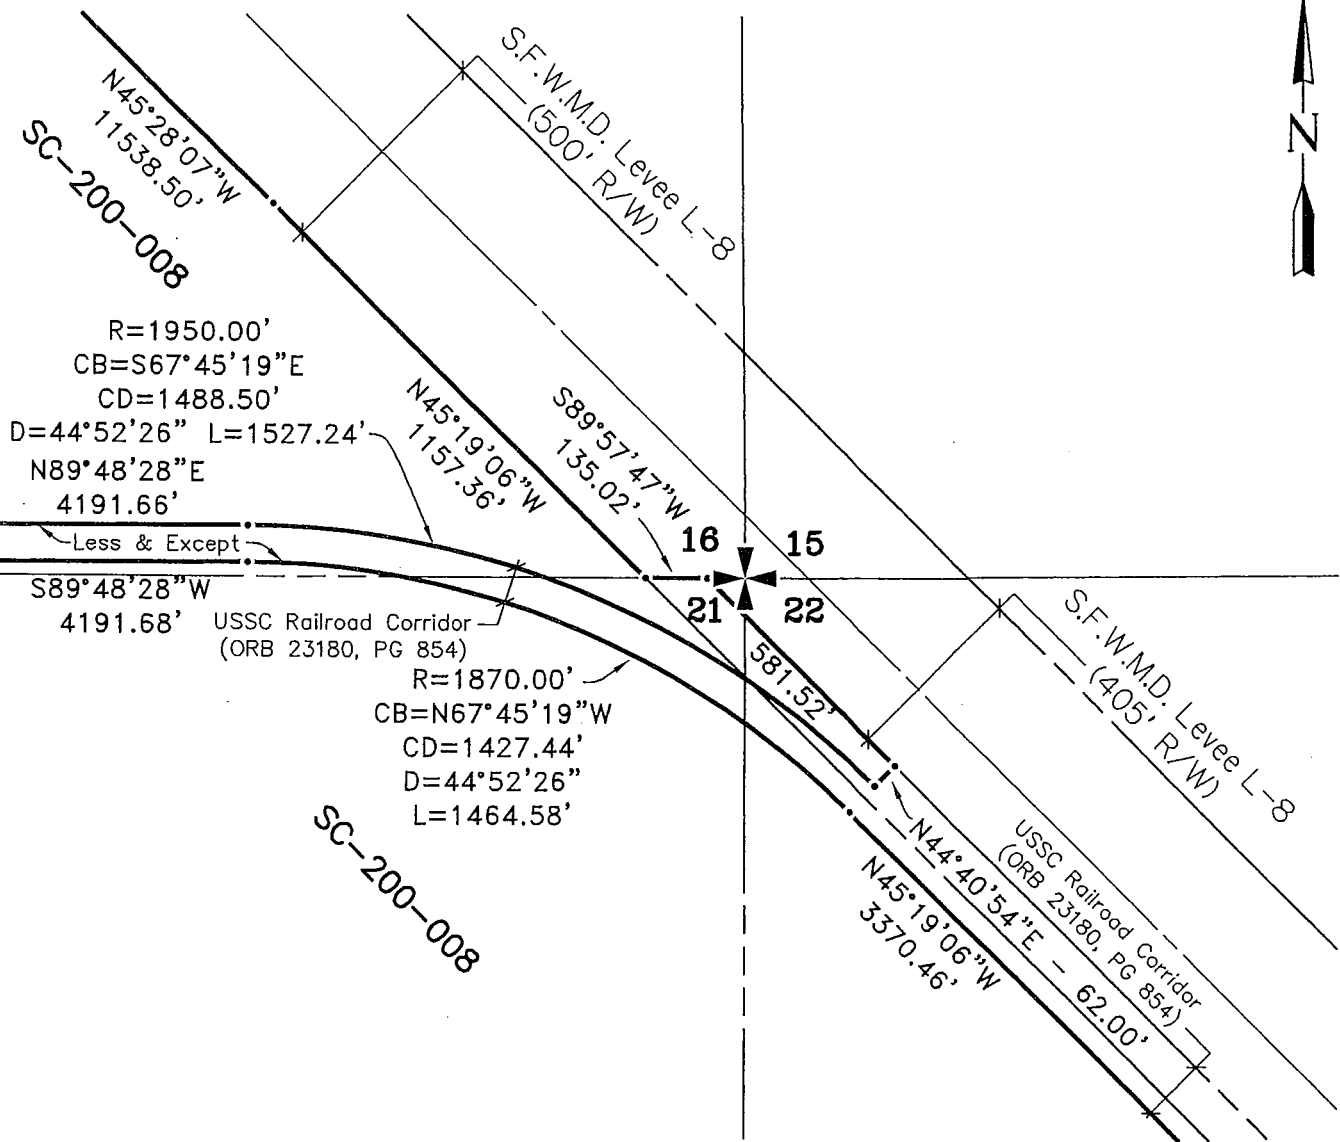 S.F.W.M.D. Levee L-8
(500' R/W)
N
N45°28'07"W
11538.50'
SC-200-008
R=1950.00'
CB=S67°45'19"E
CD=1488.50'
D=44°52'26" L=1527.24'
N89°48'28"E
4191.66'
Less & Except
S89°48'28"W
4191.68'
N45°19'06"W
1157.36'
S89°57'47"W
135.02'
16
15
21
22
USSC Railroad Corridor
(ORB 23180, PG 854)
R=1870.00'
CB=N67°45'19"W
CD=1427.44'
D=44°52'26"
L=1464.58'
581.52'
S.F.W.M.D. Levee L-8
(405' R/W)
SC-200-008
N44°40'54"E - 62.00'
USSC Railroad Corridor
(ORB 23180, PG 854)
N45°19'06"W
3370.46'